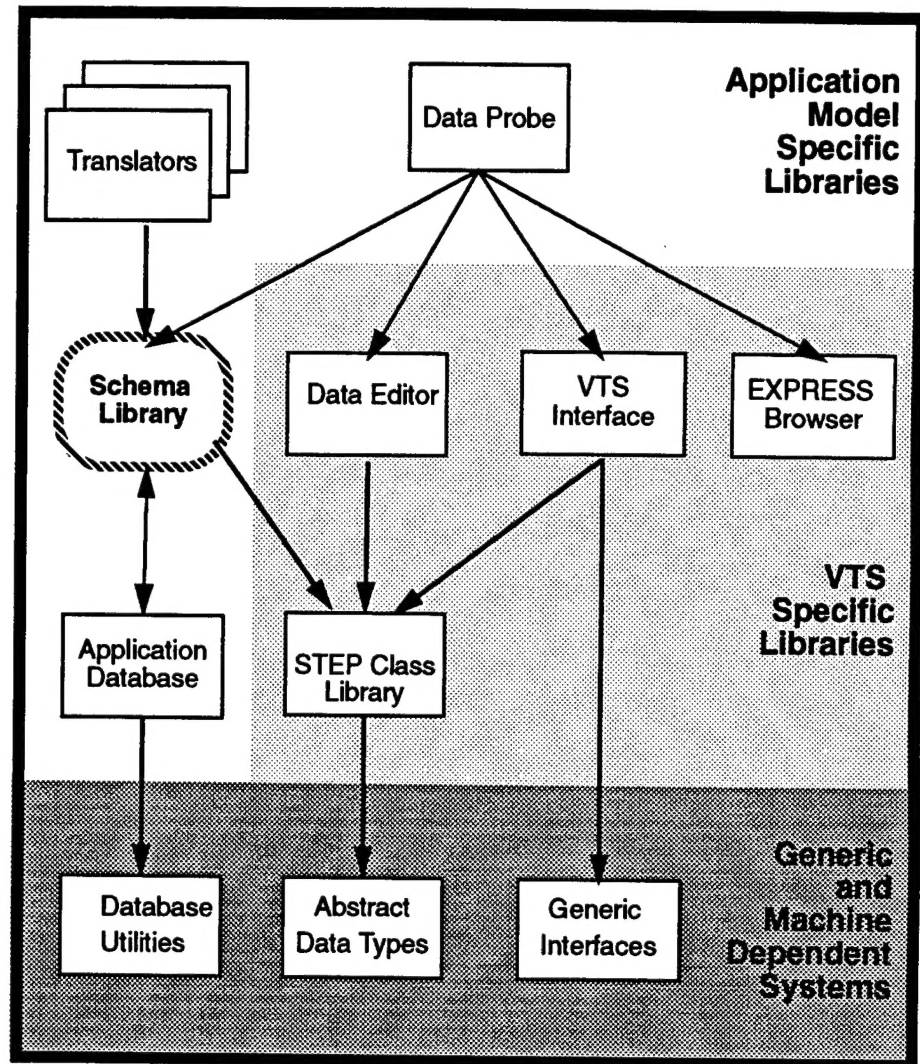 Translators
Data Probe
Application
Model
Specific
Libraries
Schema
Library
Data Editor
VTS
Interface
EXPRESS
Browser
Application
Database
STEP Class
Library
VTS
Specific
Libraries
Database
Utilities
Abstract
Data Types
Generic
Interfaces
Generic
and
Machine
Dependent
Systems